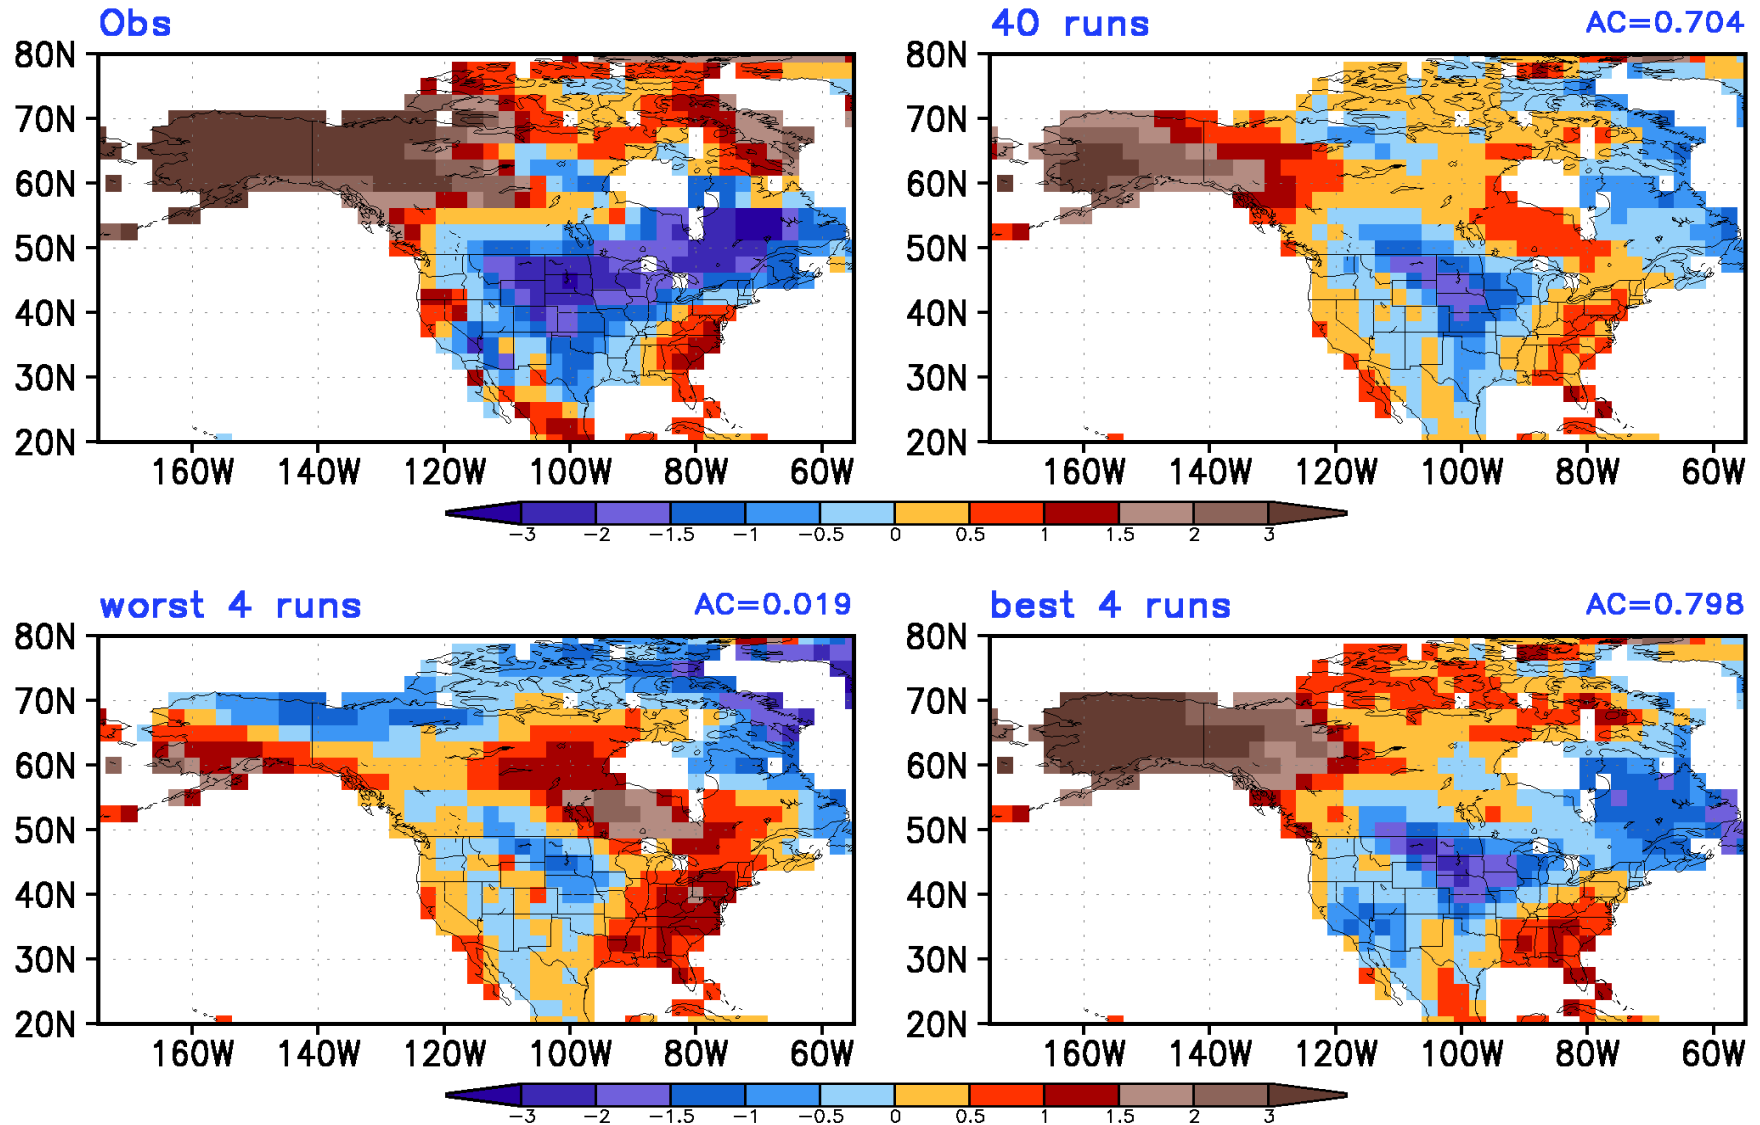 Obs
40 runs AC=0.704
80N 80N
70N 70N
60N 60N
50N 50N
40N 40N
30N 30N
20N 20N
160W 140W 120W 100W 80W 60W 160W 140W 120W 100W 80W 60W
-3 -2 -1.5 -1 -0.5 0 0.5 1 1.5 2 3
worst 4 runs AC=0.019
best 4 runs AC=0.798
80N 80N
70N 70N
60N 60N
50N 50N
40N 40N
30N 30N
20N 20N
160W 140W 120W 100W 80W 60W 160W 140W 120W 100W 80W 60W
-3 -2 -1.5 -1 -0.5 0 0.5 1 1.5 2 3